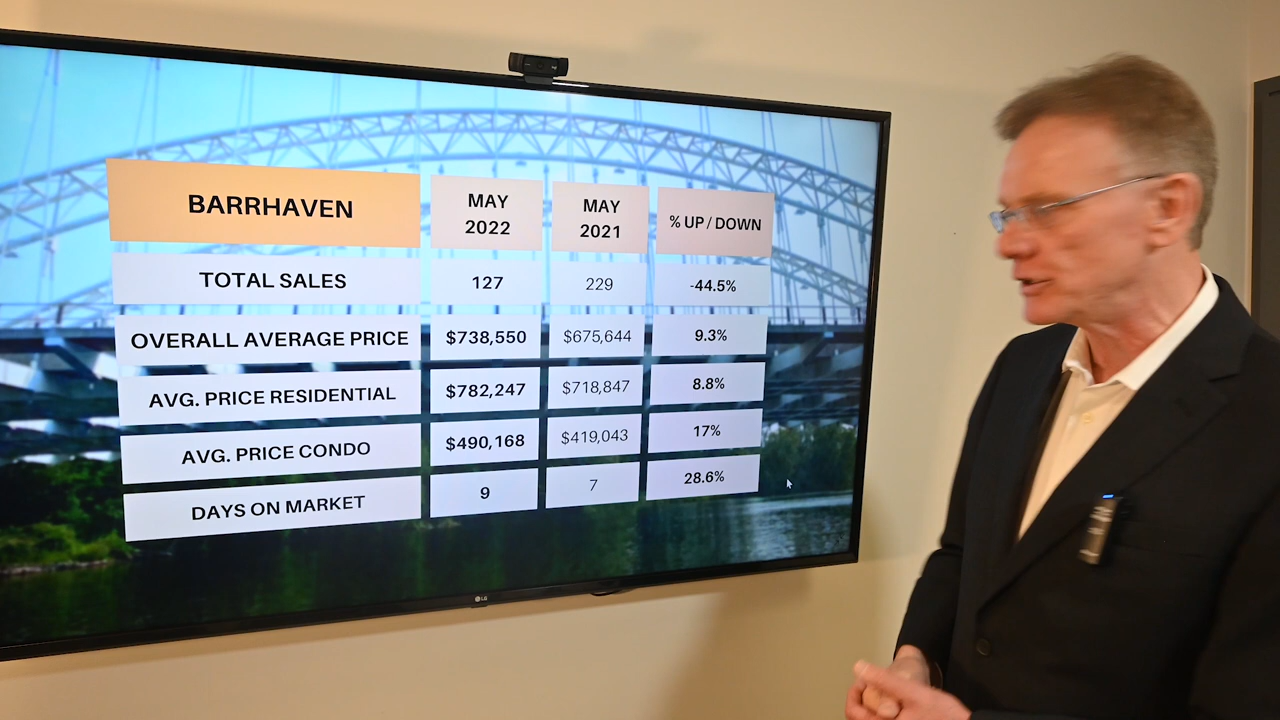 BARRHAVEN
MAY
2022
MAY
2021
% UP / DOWN
TOTAL SALES 127 229 -44.5%
OVERALL AVERAGE PRICE $738,550 $675,644 9.3%
AVG. PRICE RESIDENTIAL $782,247 $718,847 8.8%
AVG. PRICE CONDO $490,168 $419,043 17%
DAYS ON MARKET 9 7 28.6%
LG